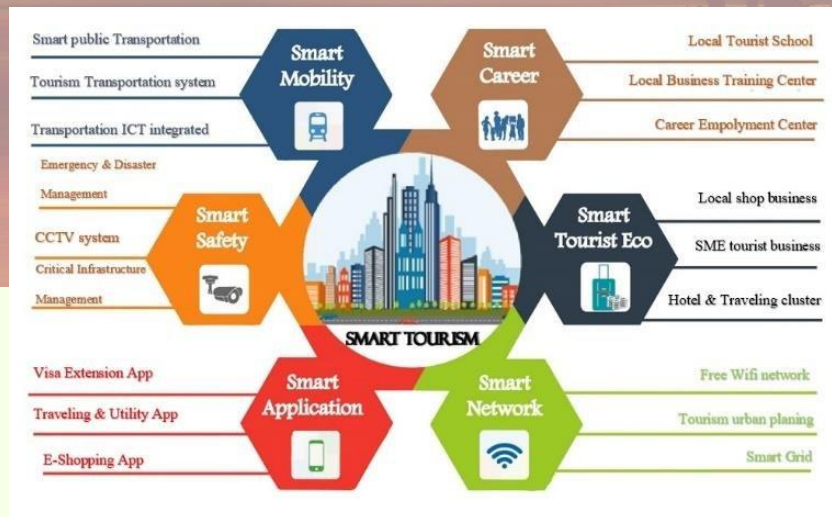 Smart public Transportation
Tourism Transportation system
Transportation ICT integrated
Smart
Mobility
Smart
Career
Local Tourist School
Local Business Training Center
Career Empolyment Center
Emergency & Disaster
Management
CCTV system
Critical Infrastructure
Management
Smart
Safety
SMART TOURISM
Smart
Tourist Eco
Local shop business
SME tourist business
Hotel & Traveling cluster
Visa Extension App
Traveling & Utility App
E-Shopping App
Smart
Application
Smart
Network
Free Wifi network
Tourism urban planing
Smart Grid